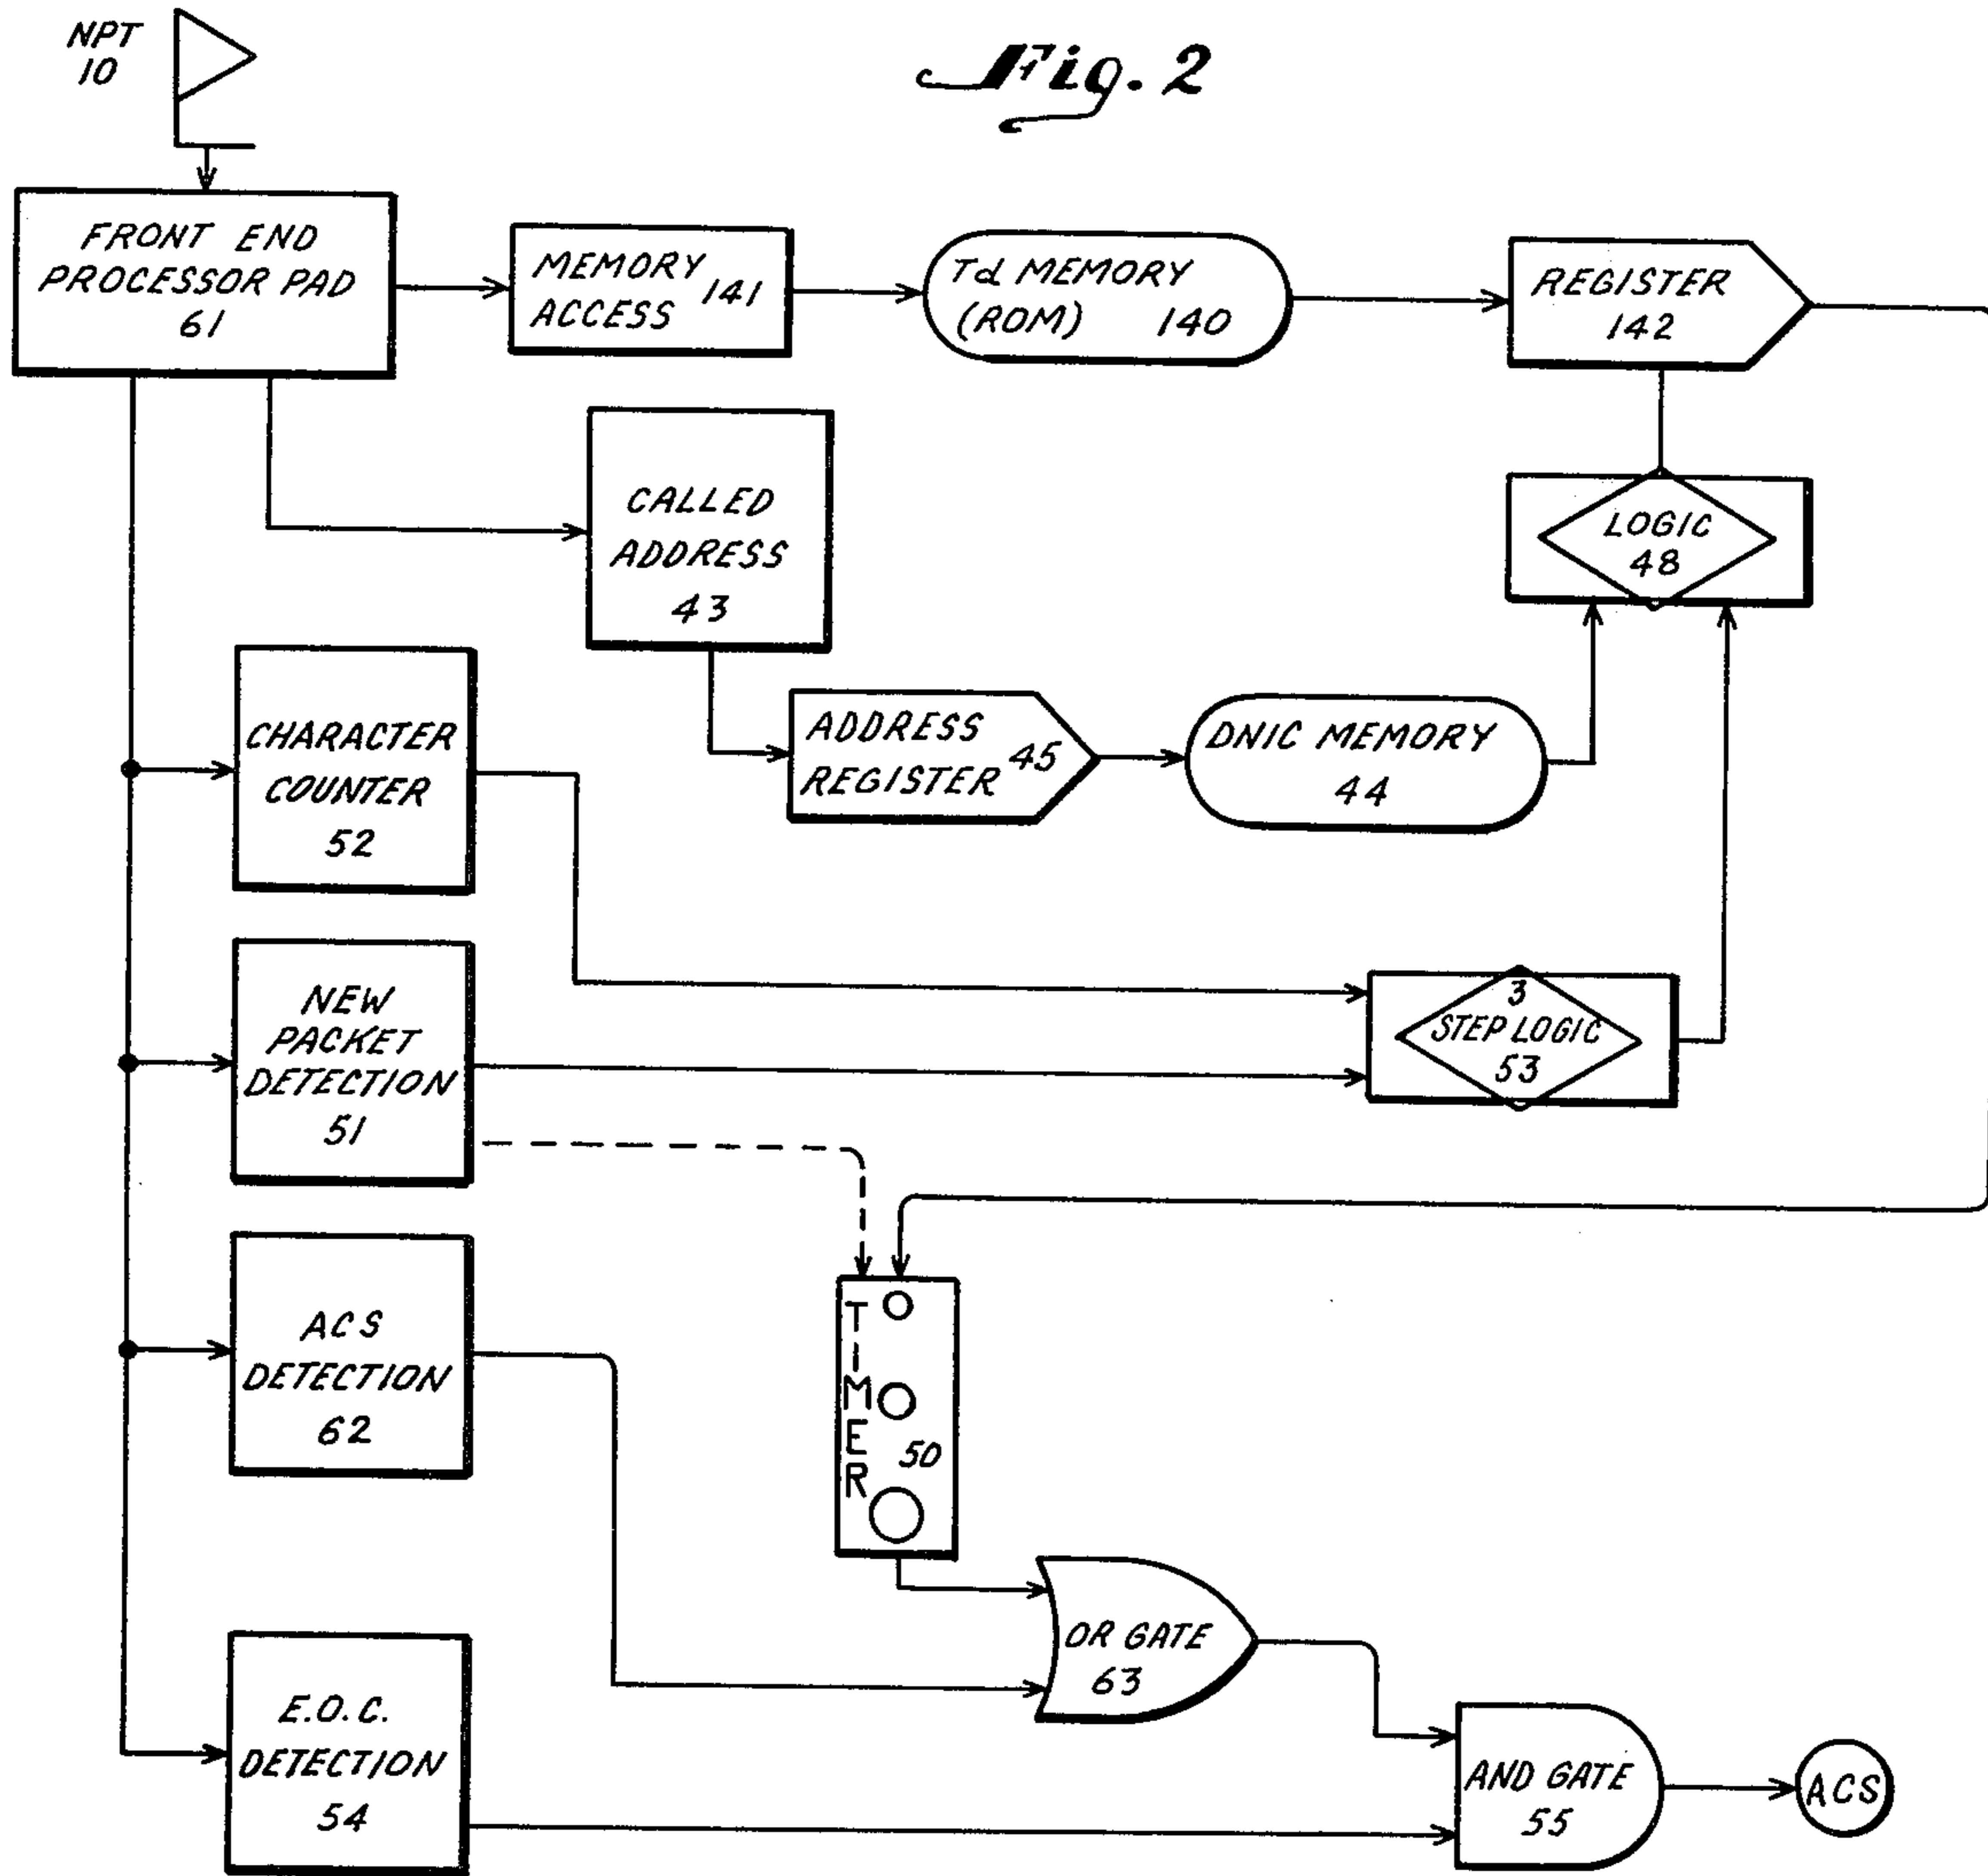 NPT
10
Fig. 2
FRONT END
PROCESSOR PAD
61
MEMORY
ACCESS
141
Td MEMORY
(ROM) 140
REGISTER
142
CALLED
ADDRESS
43
LOGIC
48
CHARACTER
COUNTER
52
ADDRESS
REGISTER
45
DNIC MEMORY
44
NEW
PACKET
DETECTION
51
3
STEP LOGIC
53
ACS
DETECTION
62
TIMER
50
OR GATE
63
E.O.C.
DETECTION
54
AND GATE
55
ACS